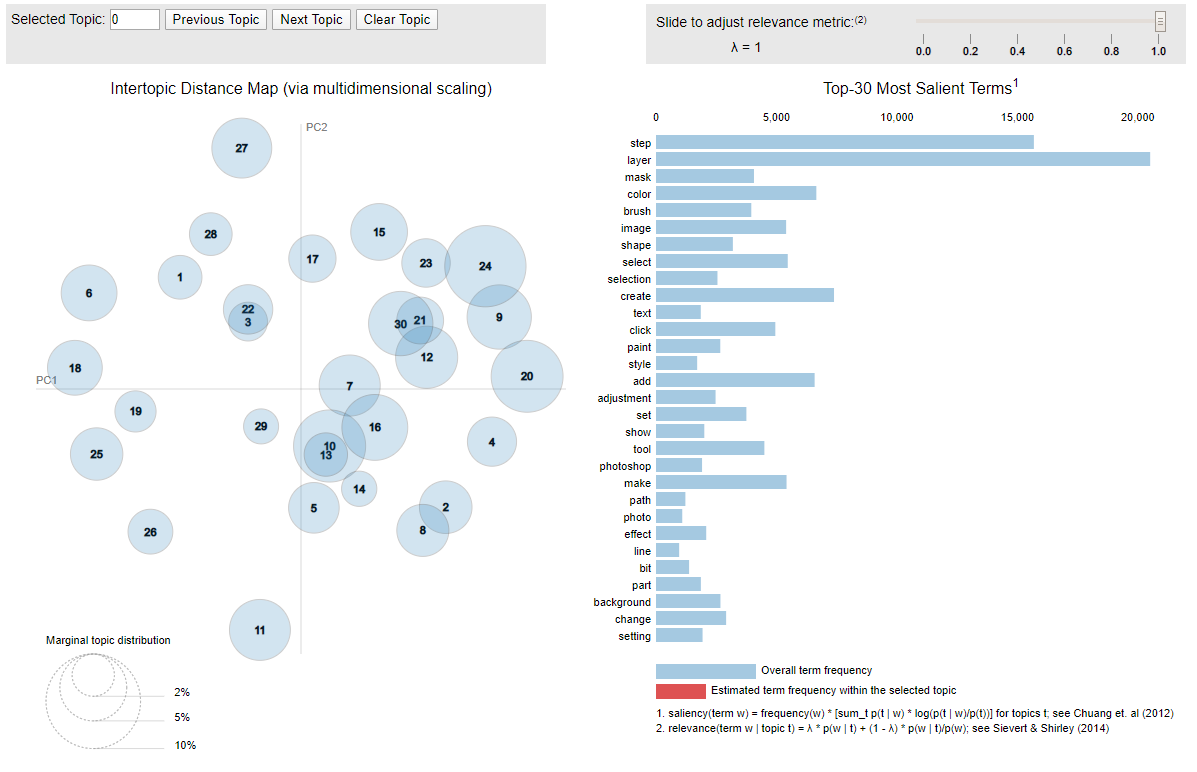 Selected Topic: 0 Previous Topic Next Topic Clear Topic
Slide to adjust relevance metric:(2)
λ = 1
0.0 0.2 0.4 0.6 0.8 1.0
Intertopic Distance Map (via multidimensional scaling)
PC2
PC1
27
28
15
17
1
23
24
6
22
3
30
21
9
12
18
7
20
19
29
16
4
10
13
25
14
5
2
8
26
11
Marginal topic distribution
2%
5%
10%
Top-30 Most Salient Terms1
0 5,000 10,000 15,000 20,000
step
layer
mask
color
brush
image
shape
select
selection
create
text
click
paint
style
add
adjustment
set
show
tool
photoshop
make
path
photo
effect
line
bit
part
background
change
setting
Overall term frequency
Estimated term frequency within the selected topic
1. saliency(term w) = frequency(w) * [sum_t p(t | w) * log(p(t | w)/p(t))] for topics t; see Chuang et. al (2012)
2. relevance(term w | topic t) = λ * p(w | t) + (1 - λ) * p(w | t)/p(w); see Sievert & Shirley (2014)